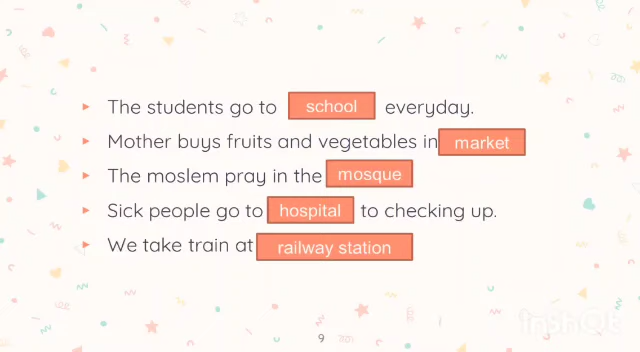 The students go to school everyday.
Mother buys fruits and vegetables in market
The moslem pray in the mosque
Sick people go to hospital to checking up.
We take train at railway station
9
InShOt